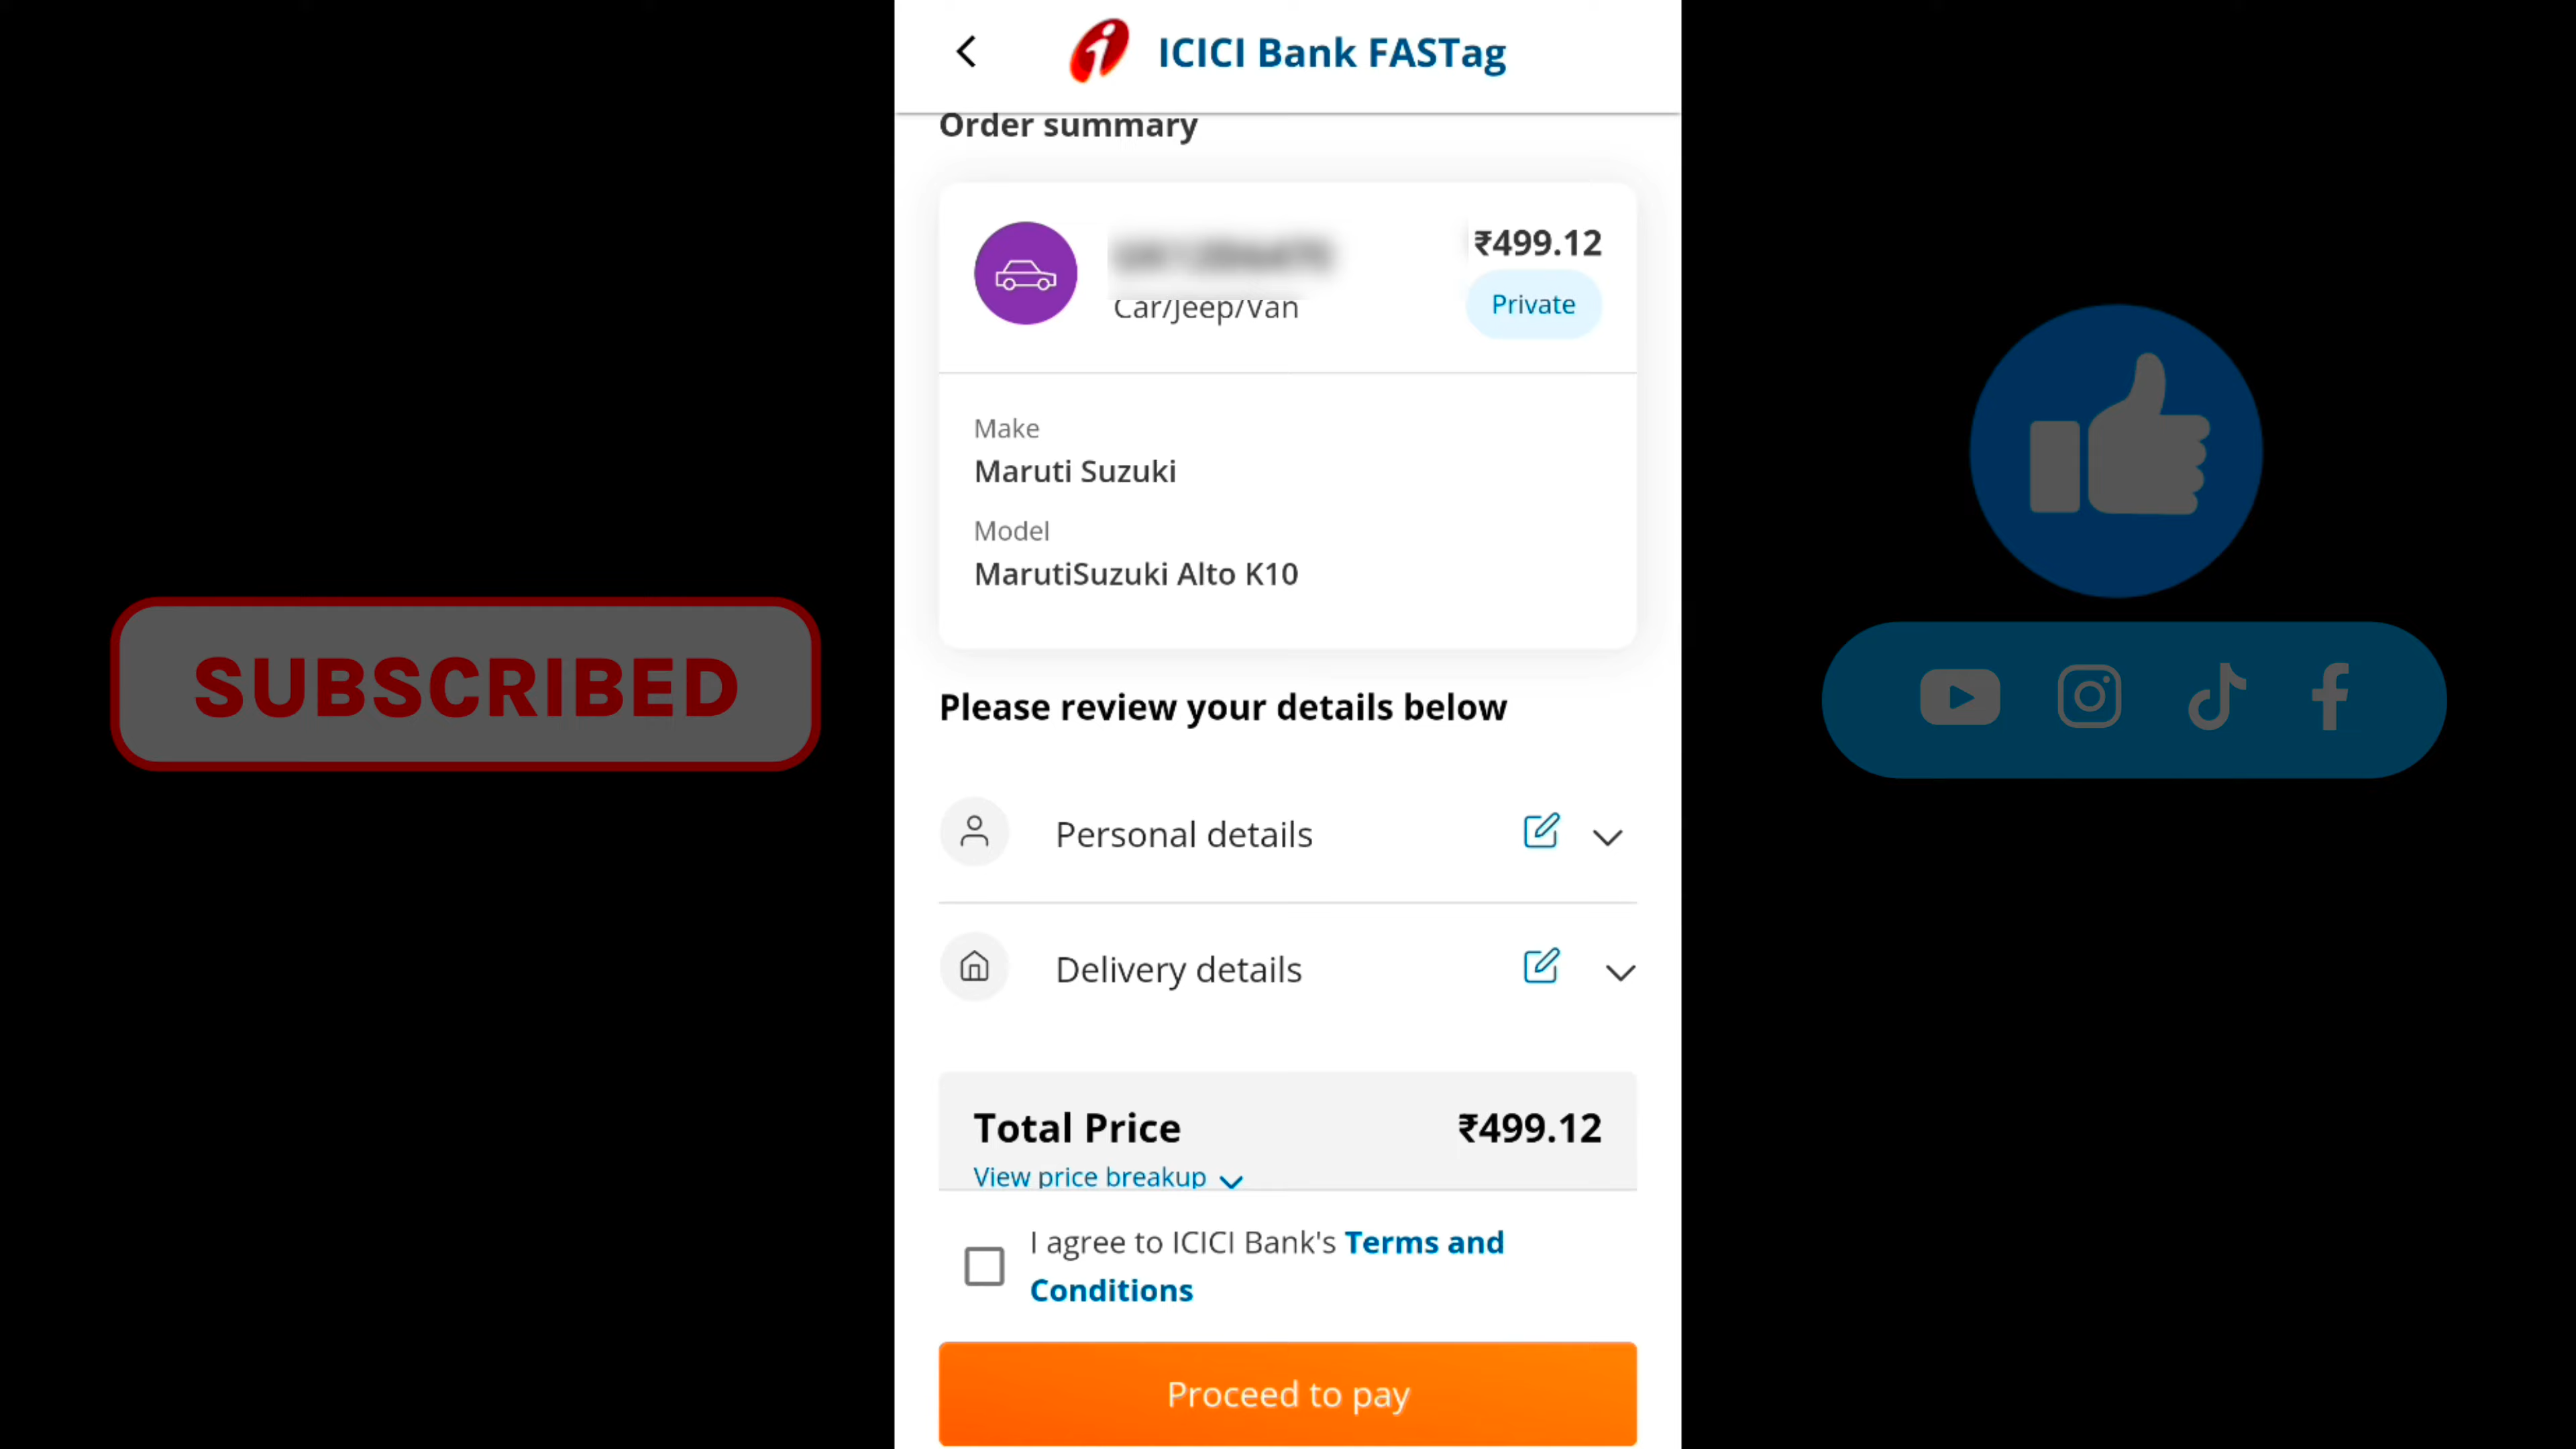 ICICI Bank FASTag
Order summary
₹499.12
Car/Jeep/Van
Private
Make
Maruti Suzuki
Model
MarutiSuzuki Alto K10
SUBSCRIBED
Please review your details below
Personal details
Delivery details
Total Price ₹499.12
View price breakup
I agree to ICICI Bank's Terms and
Conditions
Proceed to pay